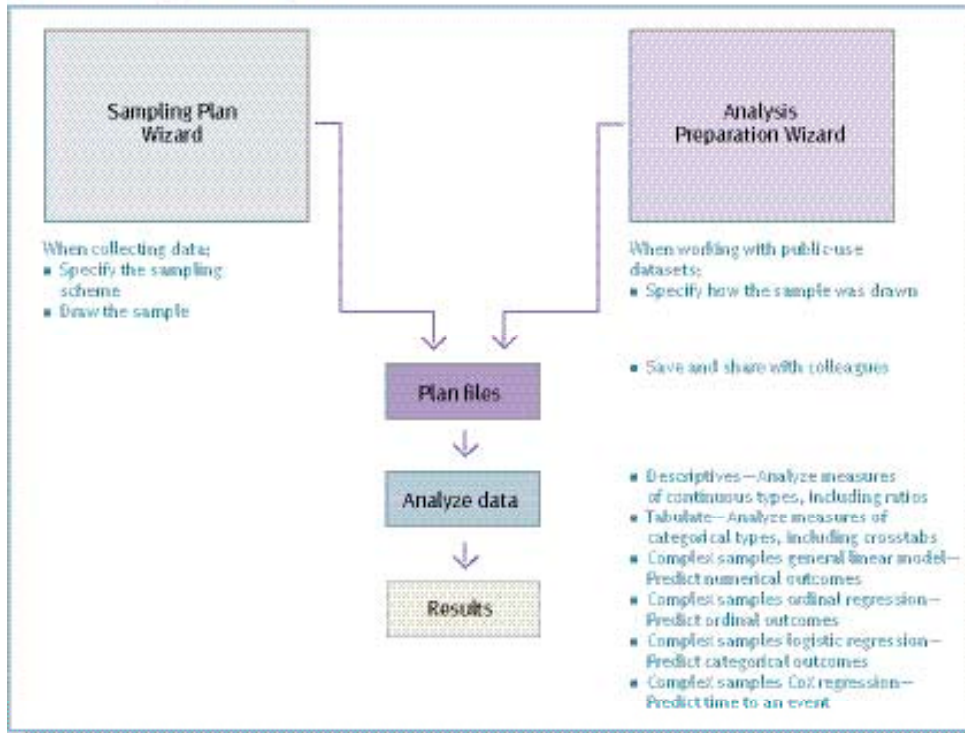 Sampling Plan
Wizard
Analysis
Preparation Wizard
When collecting data:
▪ Specify the sampling
scheme
▪ Draw the sample
When working with public-use
datasets:
▪ Specify how the sample was drawn
Plan files
▪ Save and share with colleagues
Analyze data
▪ Descriptives—Analyze measures
of continuous types, including ratios
▪ Tabulate—Analyze measures of
categorical types, including crosstabs
▪ Complex samples general linear model—
Predict numerical outcomes
▪ Complex samples ordinal regression—
Predict ordinal outcomes
▪ Complex samples logistic regression—
Predict categorical outcomes
▪ Complex samples CoX regression—
Predict time to an event
Results